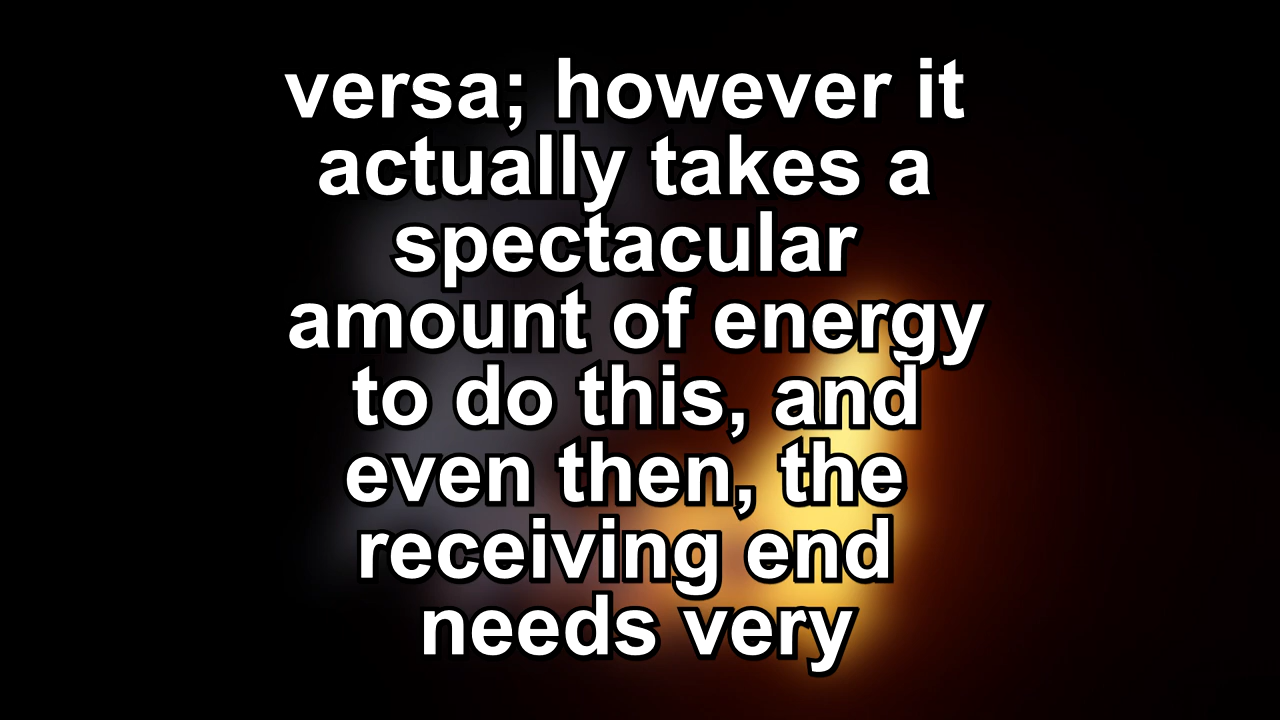 versa; however it
actually takes a
spectacular
amount of energy
to do this, and
even then, the
receiving end
needs very